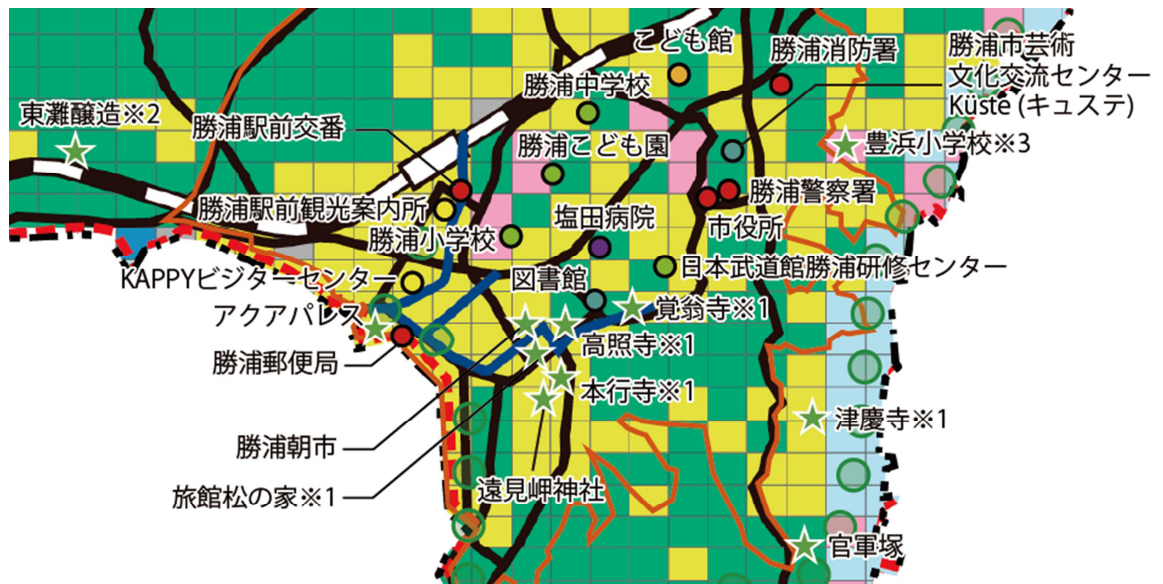 こども館
勝浦消防署
勝浦市芸術
文化交流センター
Küste (キュステ)
勝浦中学校
東灘醸造※2
勝浦駅前交番
勝浦こども園
豊浜小学校※3
勝浦駅前観光案内所
塩田病院
勝浦警察署
市役所
勝浦小学校
日本武道館勝浦研修センター
KAPPYビジターセンター
図書館
アクアパレス
覚翁寺※1
高照寺※1
勝浦郵便局
本行寺※1
津慶寺※1
勝浦朝市
旅館松の家※1
遠見岬神社
官軍塚